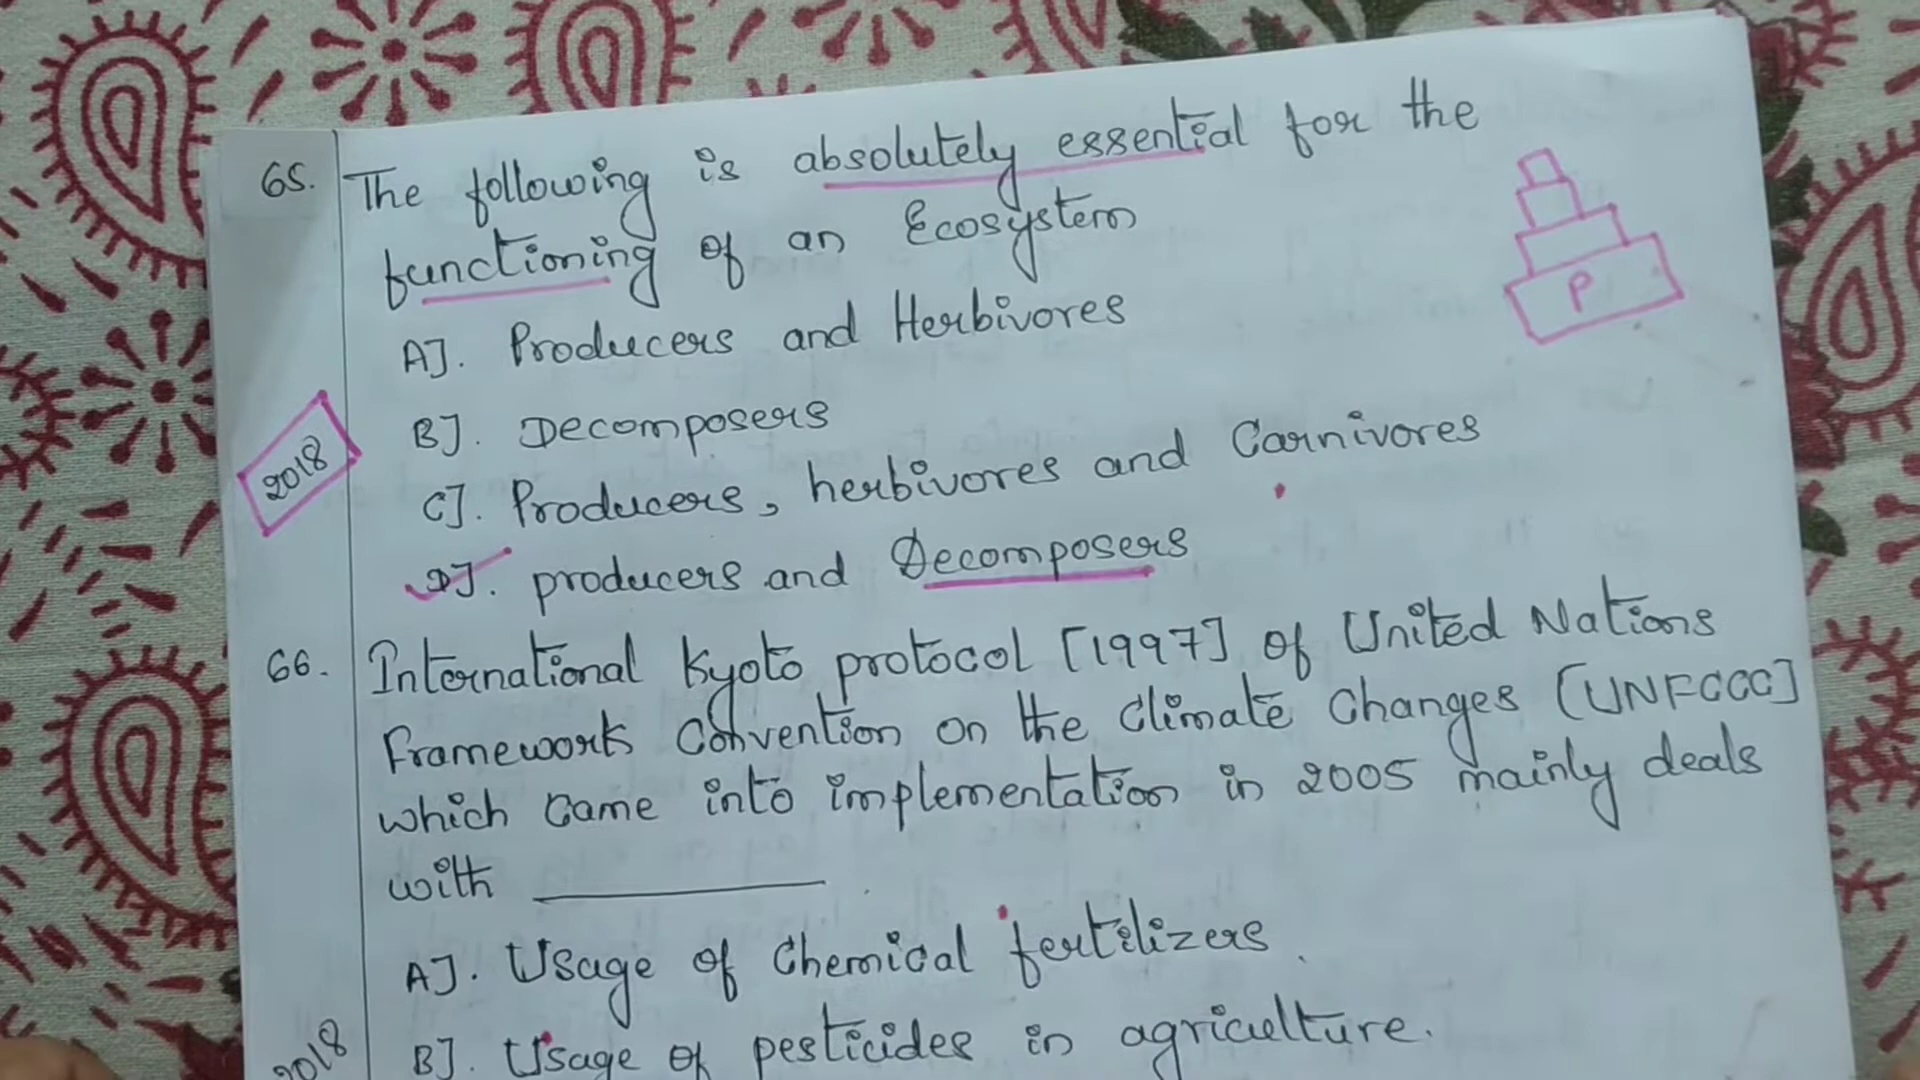 65. The following is absolutely essential for the
functioning of an Ecosystem
P
A]. Producers and Herbivores
B]. Decomposers
2018
C]. Producers, herbivores and Carnivores
D]. producers and Decomposers
66. International Kyoto protocol [1997] of United Nations
Framework Convention on the Climate Changes [UNFCCC]
which came into implementation in 2005 mainly deals
with ________
A]. Usage of Chemical fertilizers.
2018
B]. Usage of pesticides in agriculture.